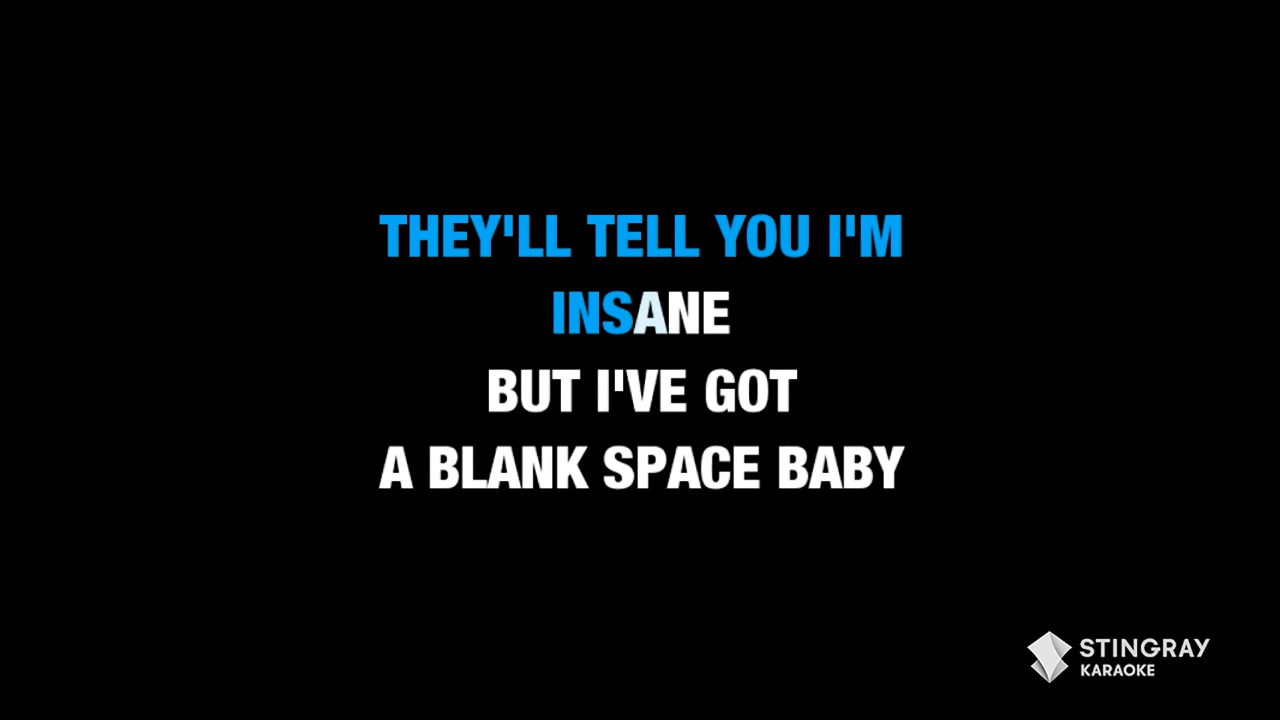 THEY'LL TELL YOU I'M
INSANE
BUT I'VE GOT
A BLANK SPACE BABY
STINGRAY
KARAOKE